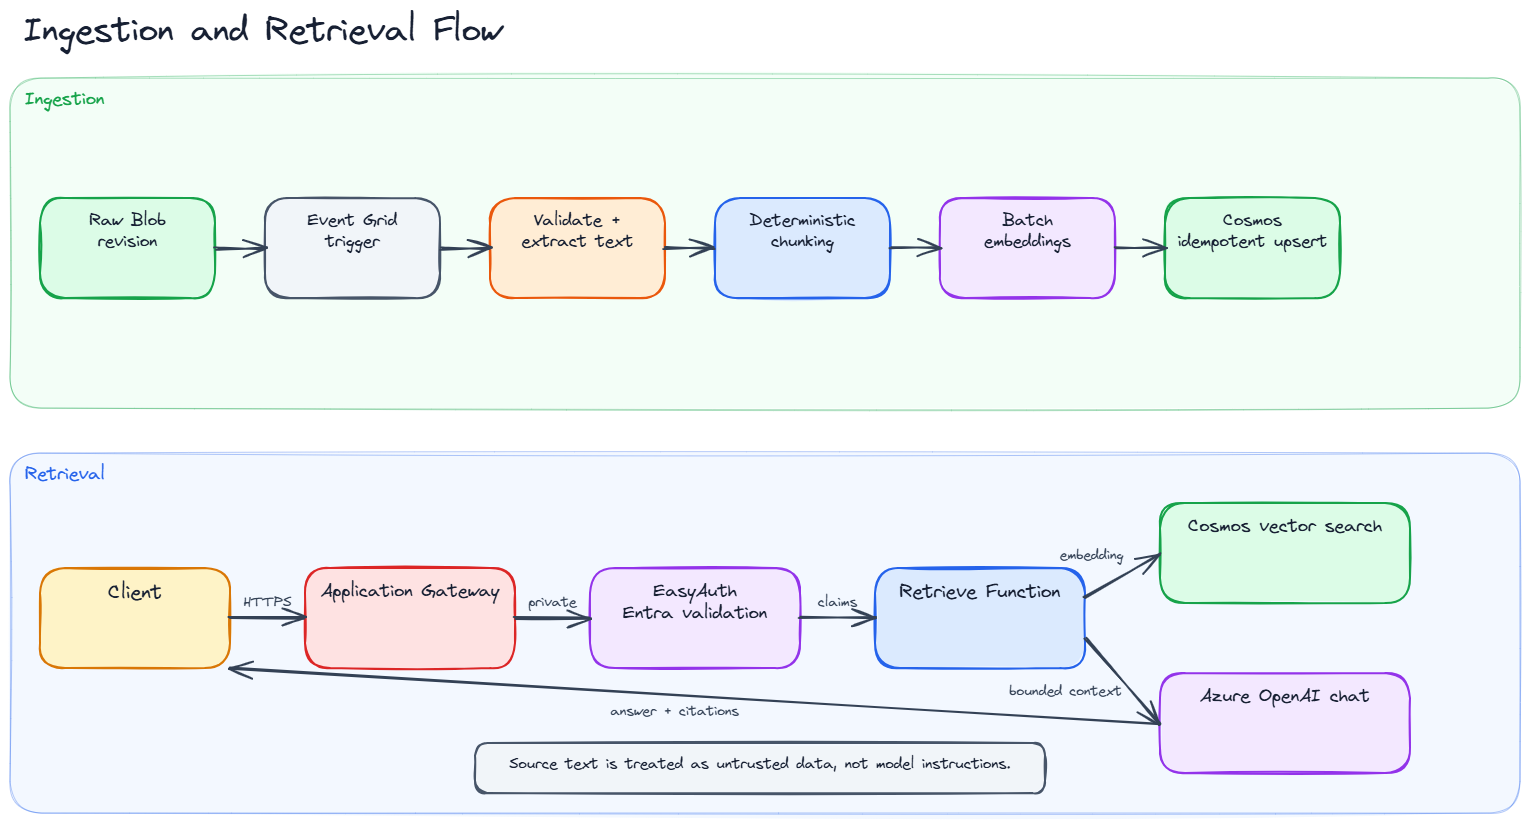 Ingestion and Retrieval Flow
Ingestion
Raw Blob
revision
Event Grid
trigger
Validate +
extract text
Deterministic
chunking
Batch
embeddings
Cosmos
idempotent upsert
Retrieval
Client
HTTPS
Application Gateway
private
EasyAuth
Entra validation
claims
Retrieve Function
embedding
Cosmos vector search
bounded context
Azure OpenAI chat
answer + citations
Source text is treated as untrusted data, not model instructions.